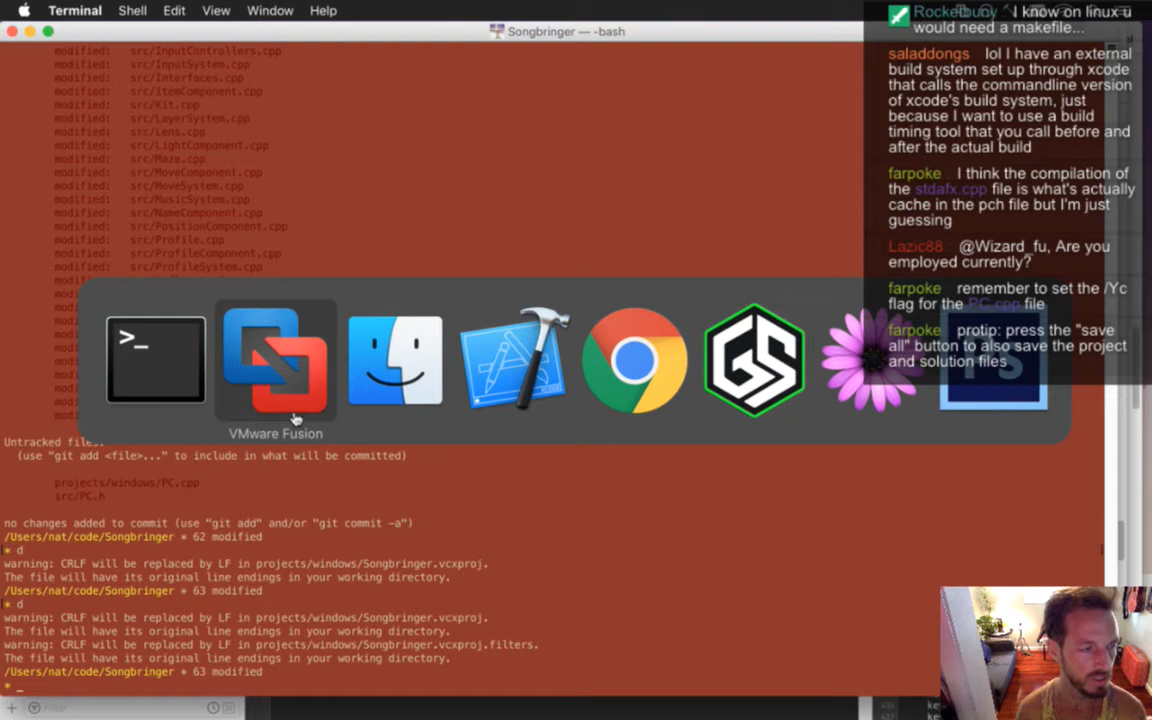 Terminal Shell Edit View Window Help
Songbringer — -bash
modified: src/InputControllers.cpp
modified: src/InputSystem.cpp
modified: src/Interfaces.cpp
modified: src/ItemComponent.cpp
modified: src/Kit.cpp
modified: src/LayerSystem.cpp
modified: src/Lens.cpp
modified: src/LightComponent.cpp
modified: src/Maze.cpp
modified: src/MoveComponent.cpp
modified: src/MoveSystem.cpp
modified: src/MusicSystem.cpp
modified: src/NameComponent.cpp
modified: src/PositionComponent.cpp
modified: src/Profile.cpp
modified: src/ProfileComponent.cpp
modified: src/ProfileSystem.cpp
>_
VMware Fusion
GS
Untracked files:
(use "git add <file>..." to include in what will be committed)
projects/windows/PC.cpp
src/PC.h
no changes added to commit (use "git add" and/or "git commit -a")
/Users/nat/code/Songbringer * 62 modified
* d
warning: CRLF will be replaced by LF in projects/windows/Songbringer.vcxproj.
The file will have its original line endings in your working directory.
/Users/nat/code/Songbringer * 63 modified
* d
warning: CRLF will be replaced by LF in projects/windows/Songbringer.vcxproj.
The file will have its original line endings in your working directory.
warning: CRLF will be replaced by LF in projects/windows/Songbringer.vcxproj.filters.
The file will have its original line endings in your working directory.
/Users/nat/code/Songbringer * 63 modified
* _
Filter
Rocketbunny I know on linux u
would need a makefile...
saladdongs lol I have an external
build system set up through xcode
that calls the commandline version
of xcode's build system, just
because I want to use a build
timing tool that you call before and
after the actual build
farpoke I think the compilation of
the stdafx.cpp file is what's actually
cache in the pch file but I'm just
guessing
Lazic88 @Wizard_fu, Are you
employed currently?
farpoke remember to set the /Yc
flag for the PC.cpp file
farpoke protip: press the "save
all" button to also save the project
and solution files